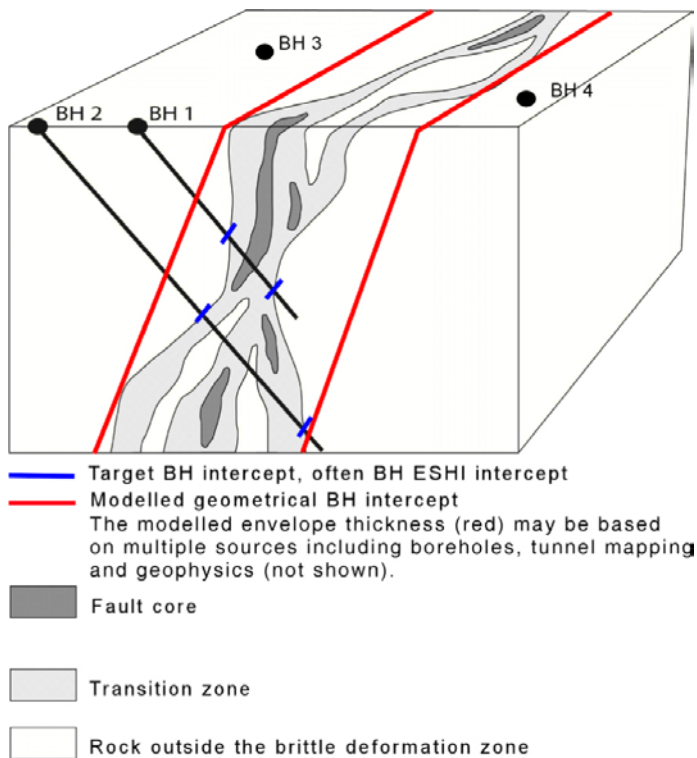 BH 3
BH 4
BH 2
BH 1
Target BH intercept, often BH ESHI intercept
Modelled geometrical BH intercept
The modelled envelope thickness (red) may be based
on multiple sources including boreholes, tunnel mapping
and geophysics (not shown).
Fault core
Transition zone
Rock outside the brittle deformation zone